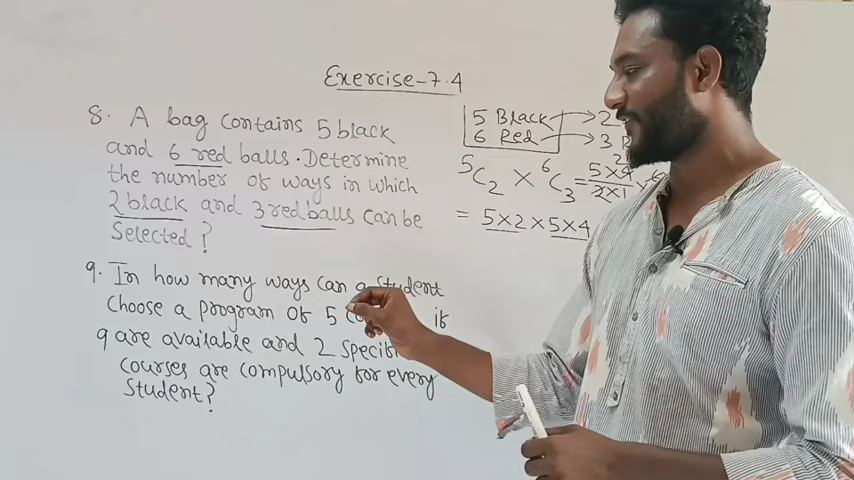 Exercise-7.4
8. A bag contains 5 black
and 6 red balls. Determine
the number of ways in which
2 black and 3 red balls can be
Selected?
9. In how many ways can a student
Choose a program of 5 if
9 are available and 2 Specific
courses are compulsory for every
Student?
5 Black → 2
6 Red → 3
⁵C₂ × ⁶C₃ = 5×4/2×1 ×
= 5×2×5×4